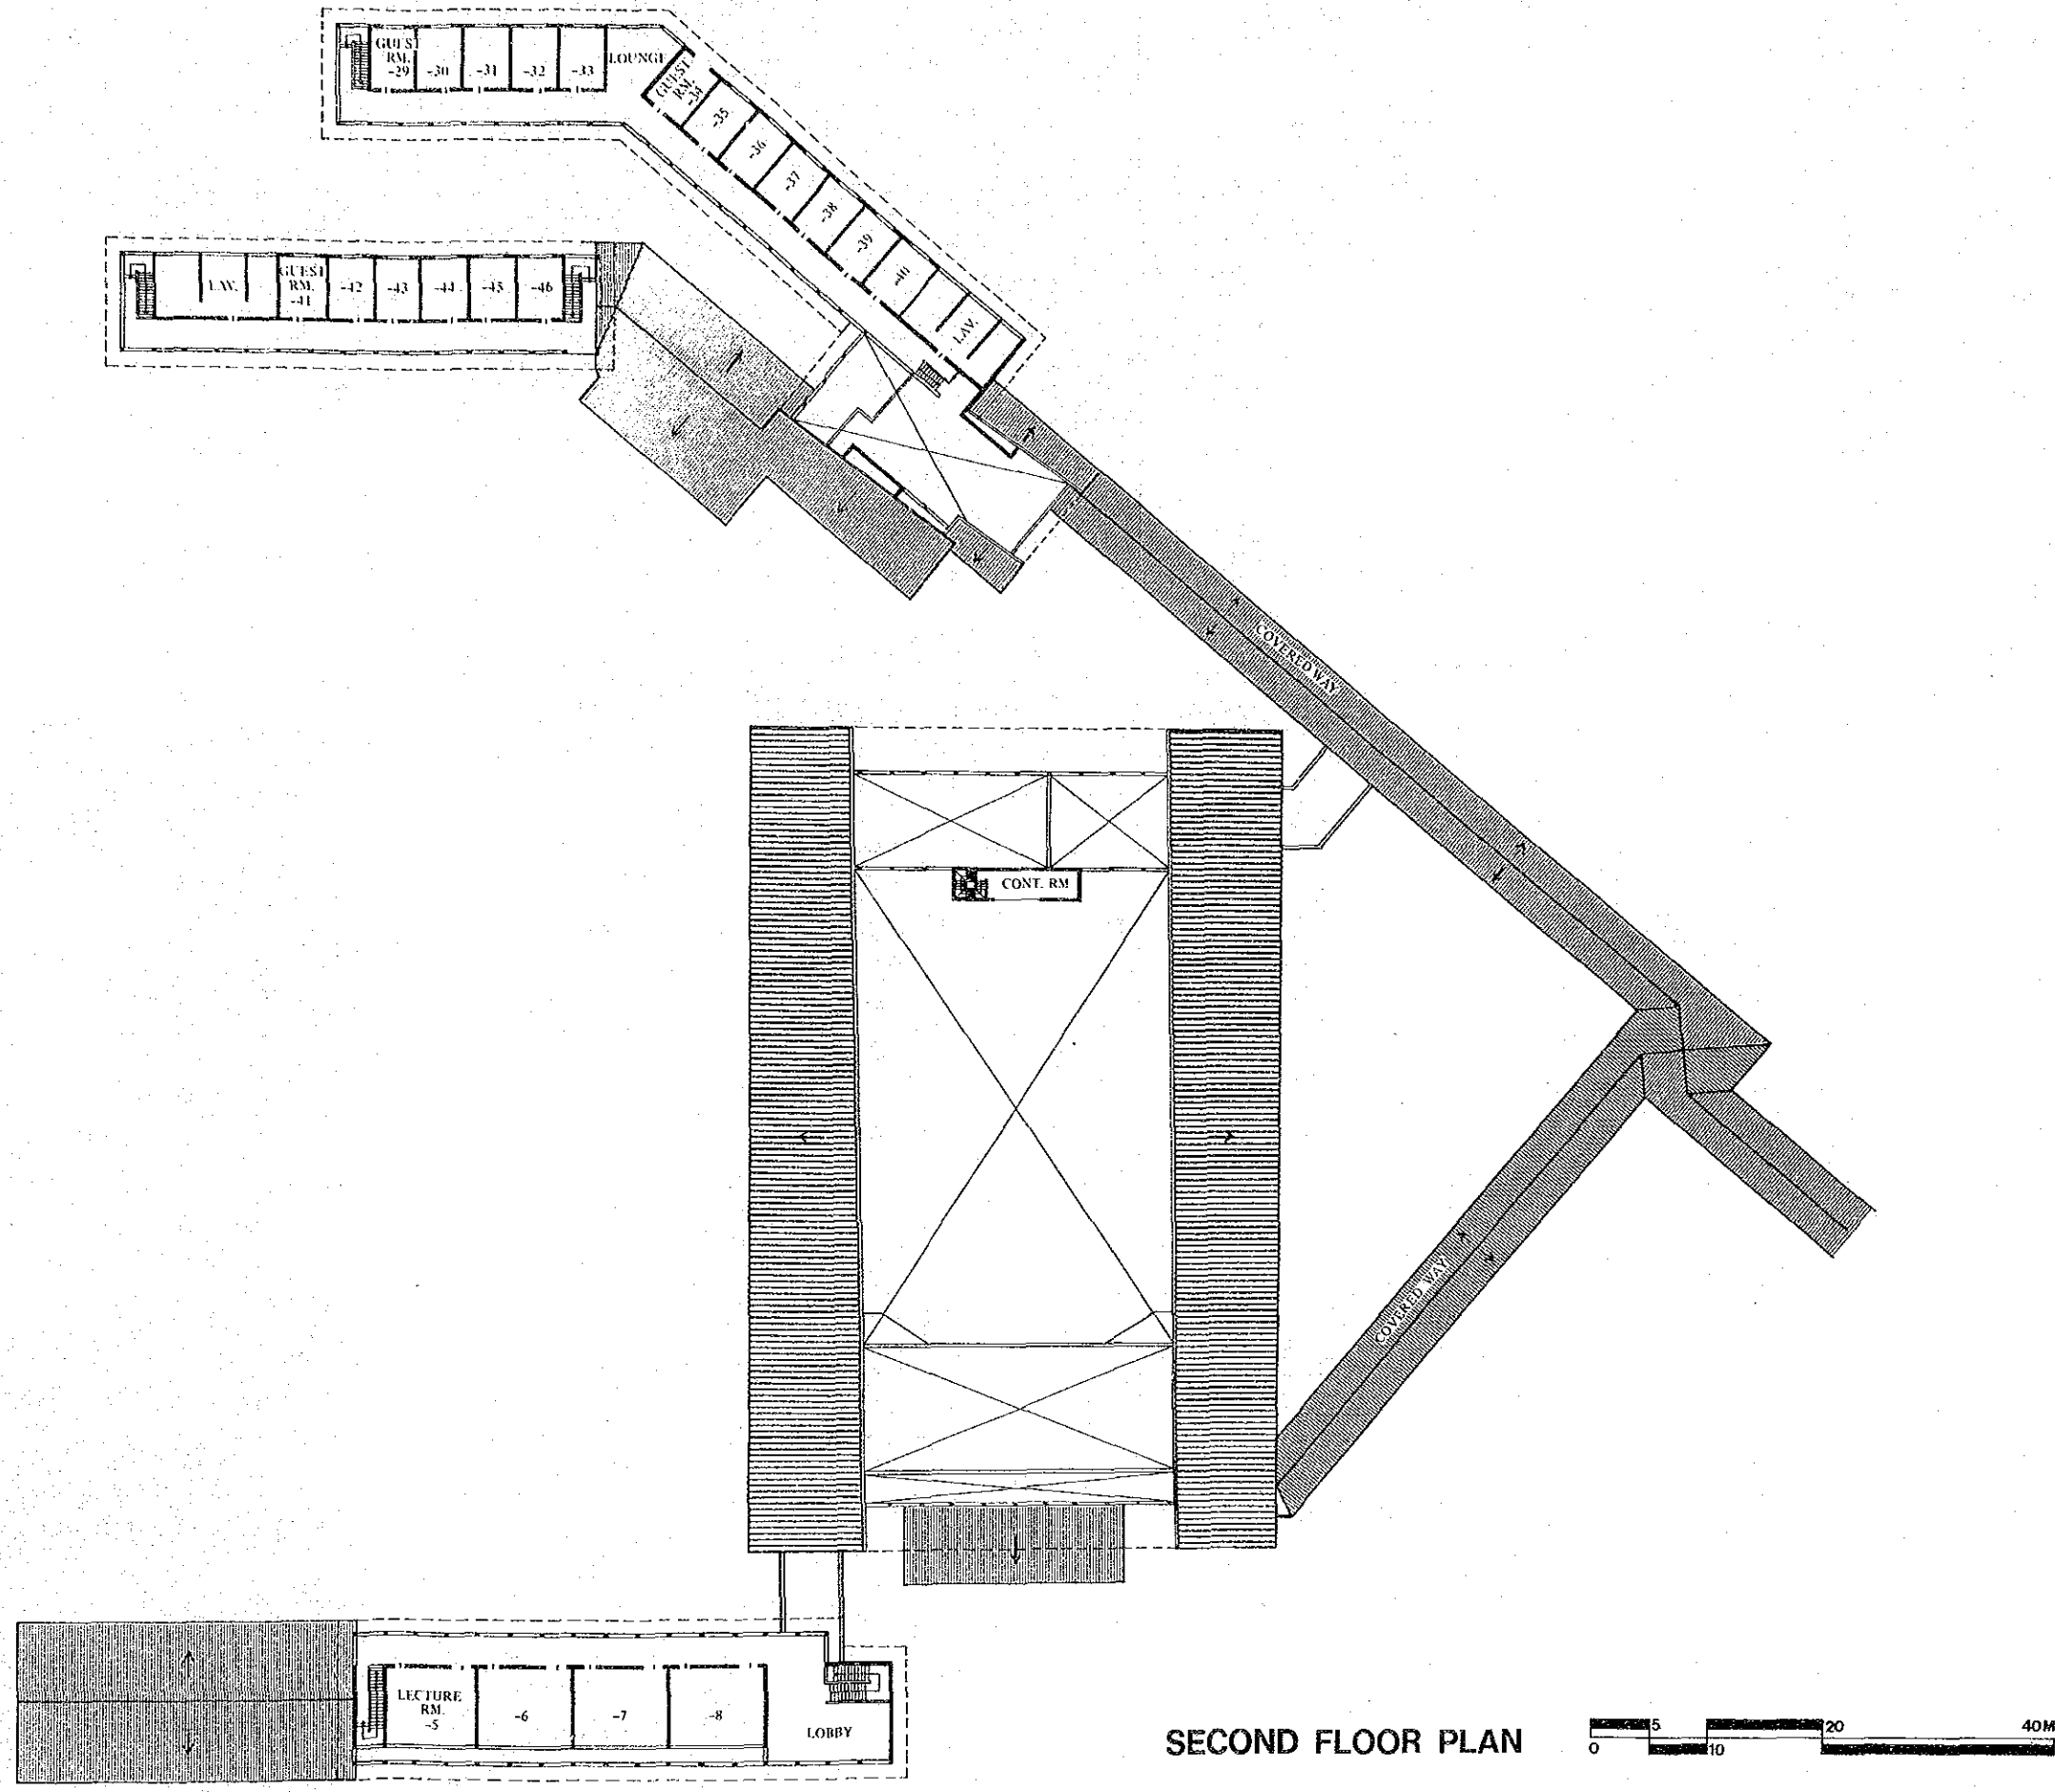 GUEST
RM.
-29
-30
-31
-32
-33
LOUNGE
GUEST
RM.
-34
-35
-36
-37
-38
-39
-40
LAV.
LAV.
GUEST
RM.
-41
-42
-43
-44
-45
-46
COVERED WAY
CONT. RM
COVERED WAY
LECTURE
RM.
-5
-6
-7
-8
LOBBY
SECOND FLOOR PLAN
5 20 40M
0 10